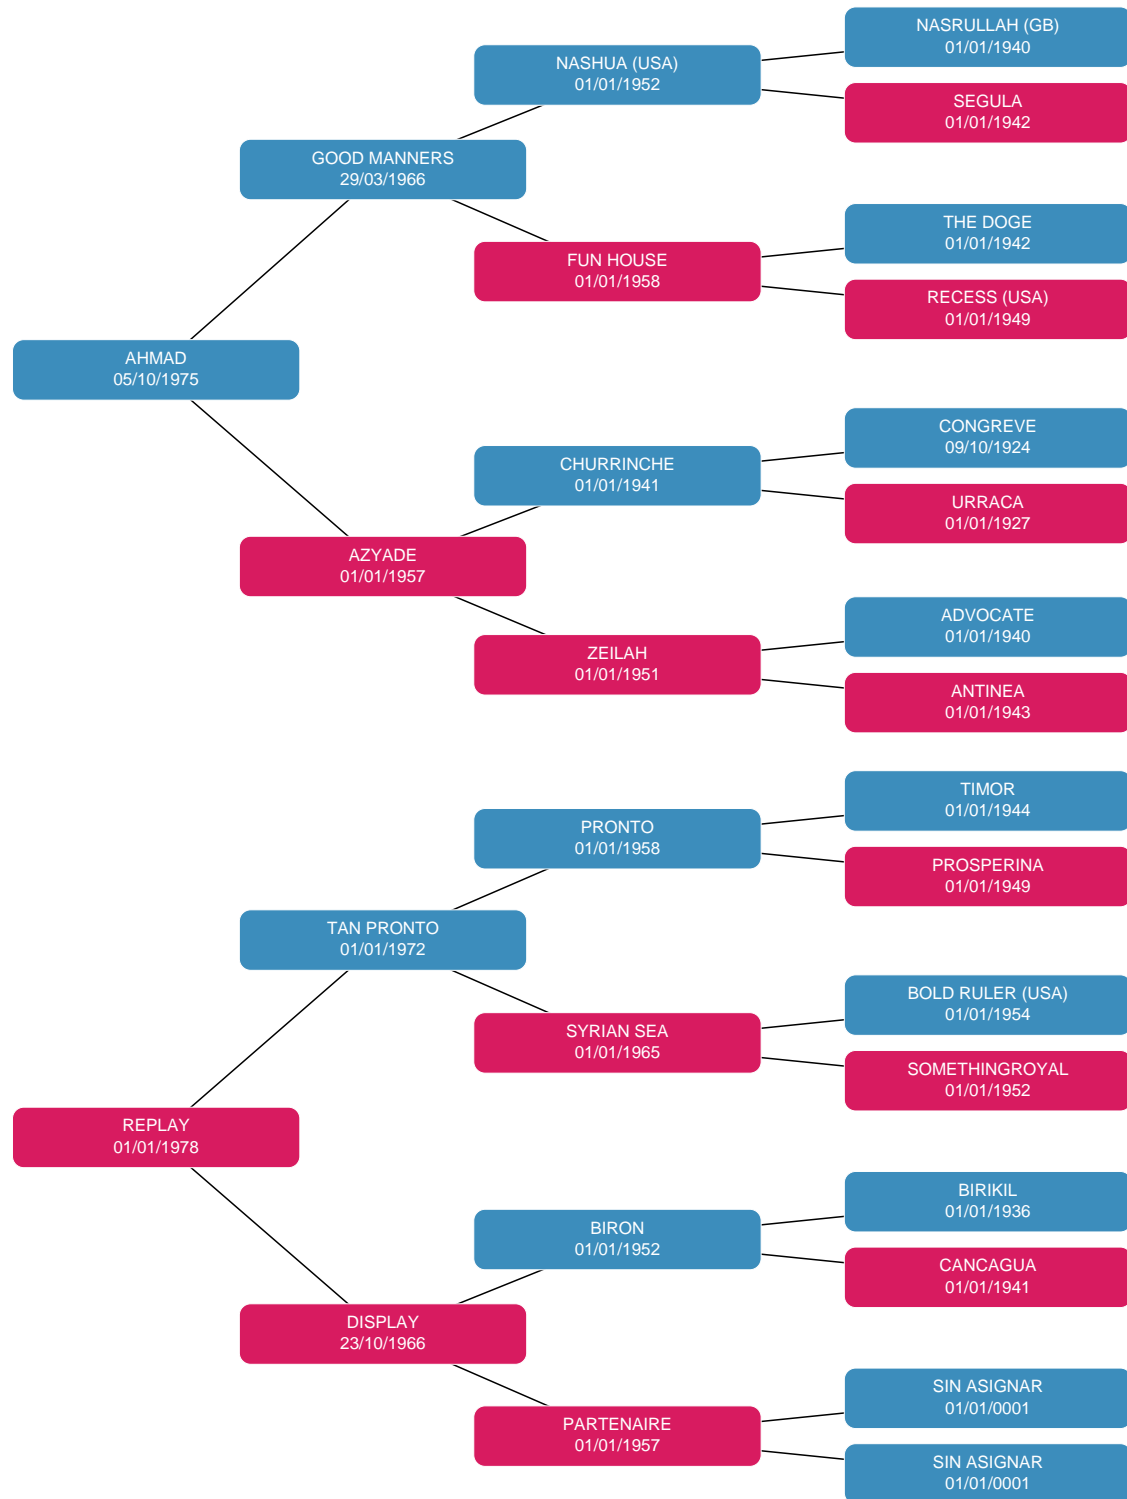 NASRULLAH (GB)
01/01/1940
NASHUA (USA)
01/01/1952
SEGULA
01/01/1942
GOOD MANNERS
29/03/1966
THE DOGE
01/01/1942
FUN HOUSE
01/01/1958
RECESS (USA)
01/01/1949
AHMAD
05/10/1975
CONGREVE
09/10/1924
CHURRINCHE
01/01/1941
URRACA
01/01/1927
AZYADE
01/01/1957
ADVOCATE
01/01/1940
ZEILAH
01/01/1951
ANTINEA
01/01/1943
TIMOR
01/01/1944
PRONTO
01/01/1958
PROSPERINA
01/01/1949
TAN PRONTO
01/01/1972
BOLD RULER (USA)
01/01/1954
SYRIAN SEA
01/01/1965
SOMETHINGROYAL
01/01/1952
REPLAY
01/01/1978
BIRIKIL
01/01/1936
BIRON
01/01/1952
CANCAGUA
01/01/1941
DISPLAY
23/10/1966
SIN ASIGNAR
01/01/0001
PARTENAIRE
01/01/1957
SIN ASIGNAR
01/01/0001